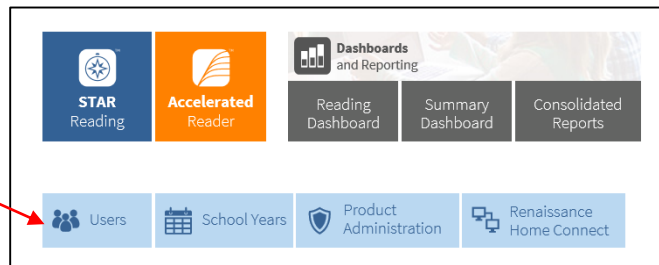 STAR
Reading
Accelerated
Reader
Dashboards
and Reporting
Reading
Dashboard
Summary
Dashboard
Consolidated
Reports
Users
School Years
Product
Administration
Renaissance
Home Connect